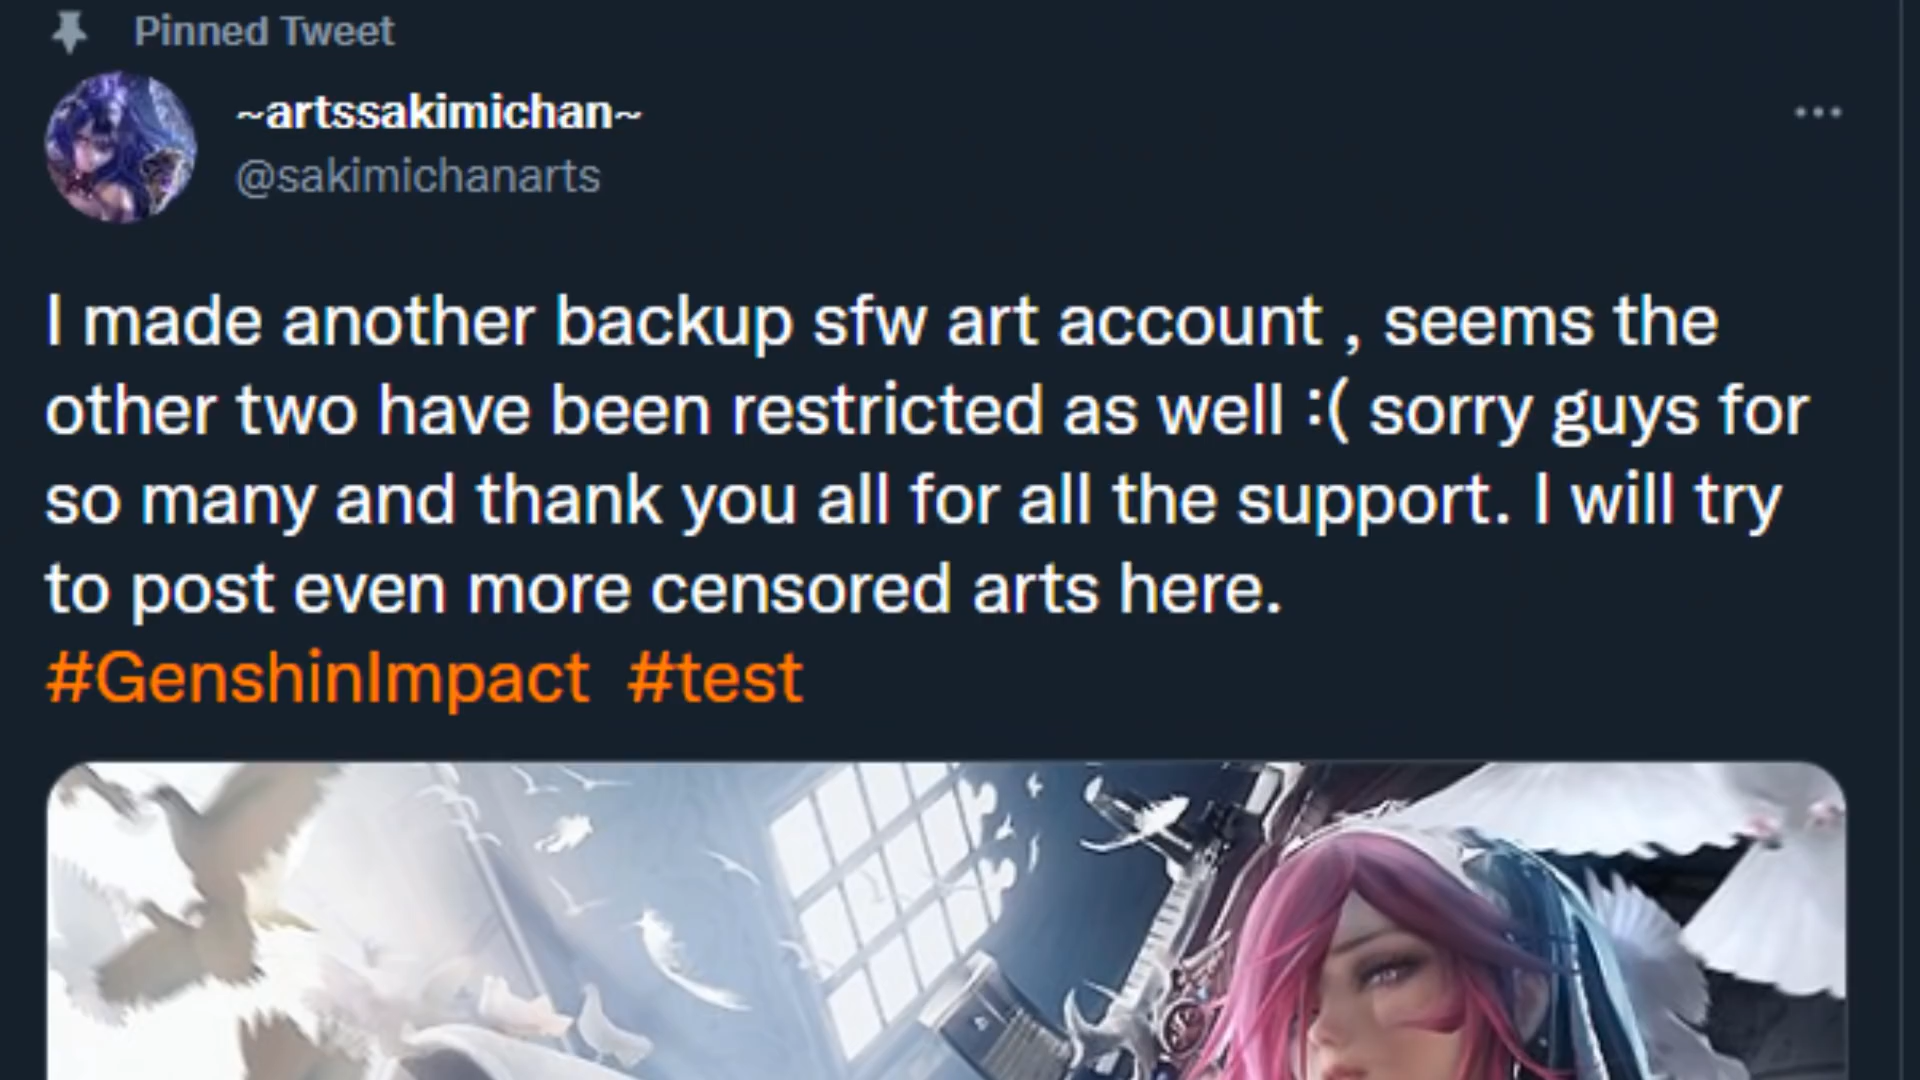 Pinned Tweet
~artssakimichan~
@sakimichanarts
I made another backup sfw art account , seems the
other two have been restricted as well :( sorry guys for
so many and thank you all for all the support. I will try
to post even more censored arts here.
#GenshinImpact #test